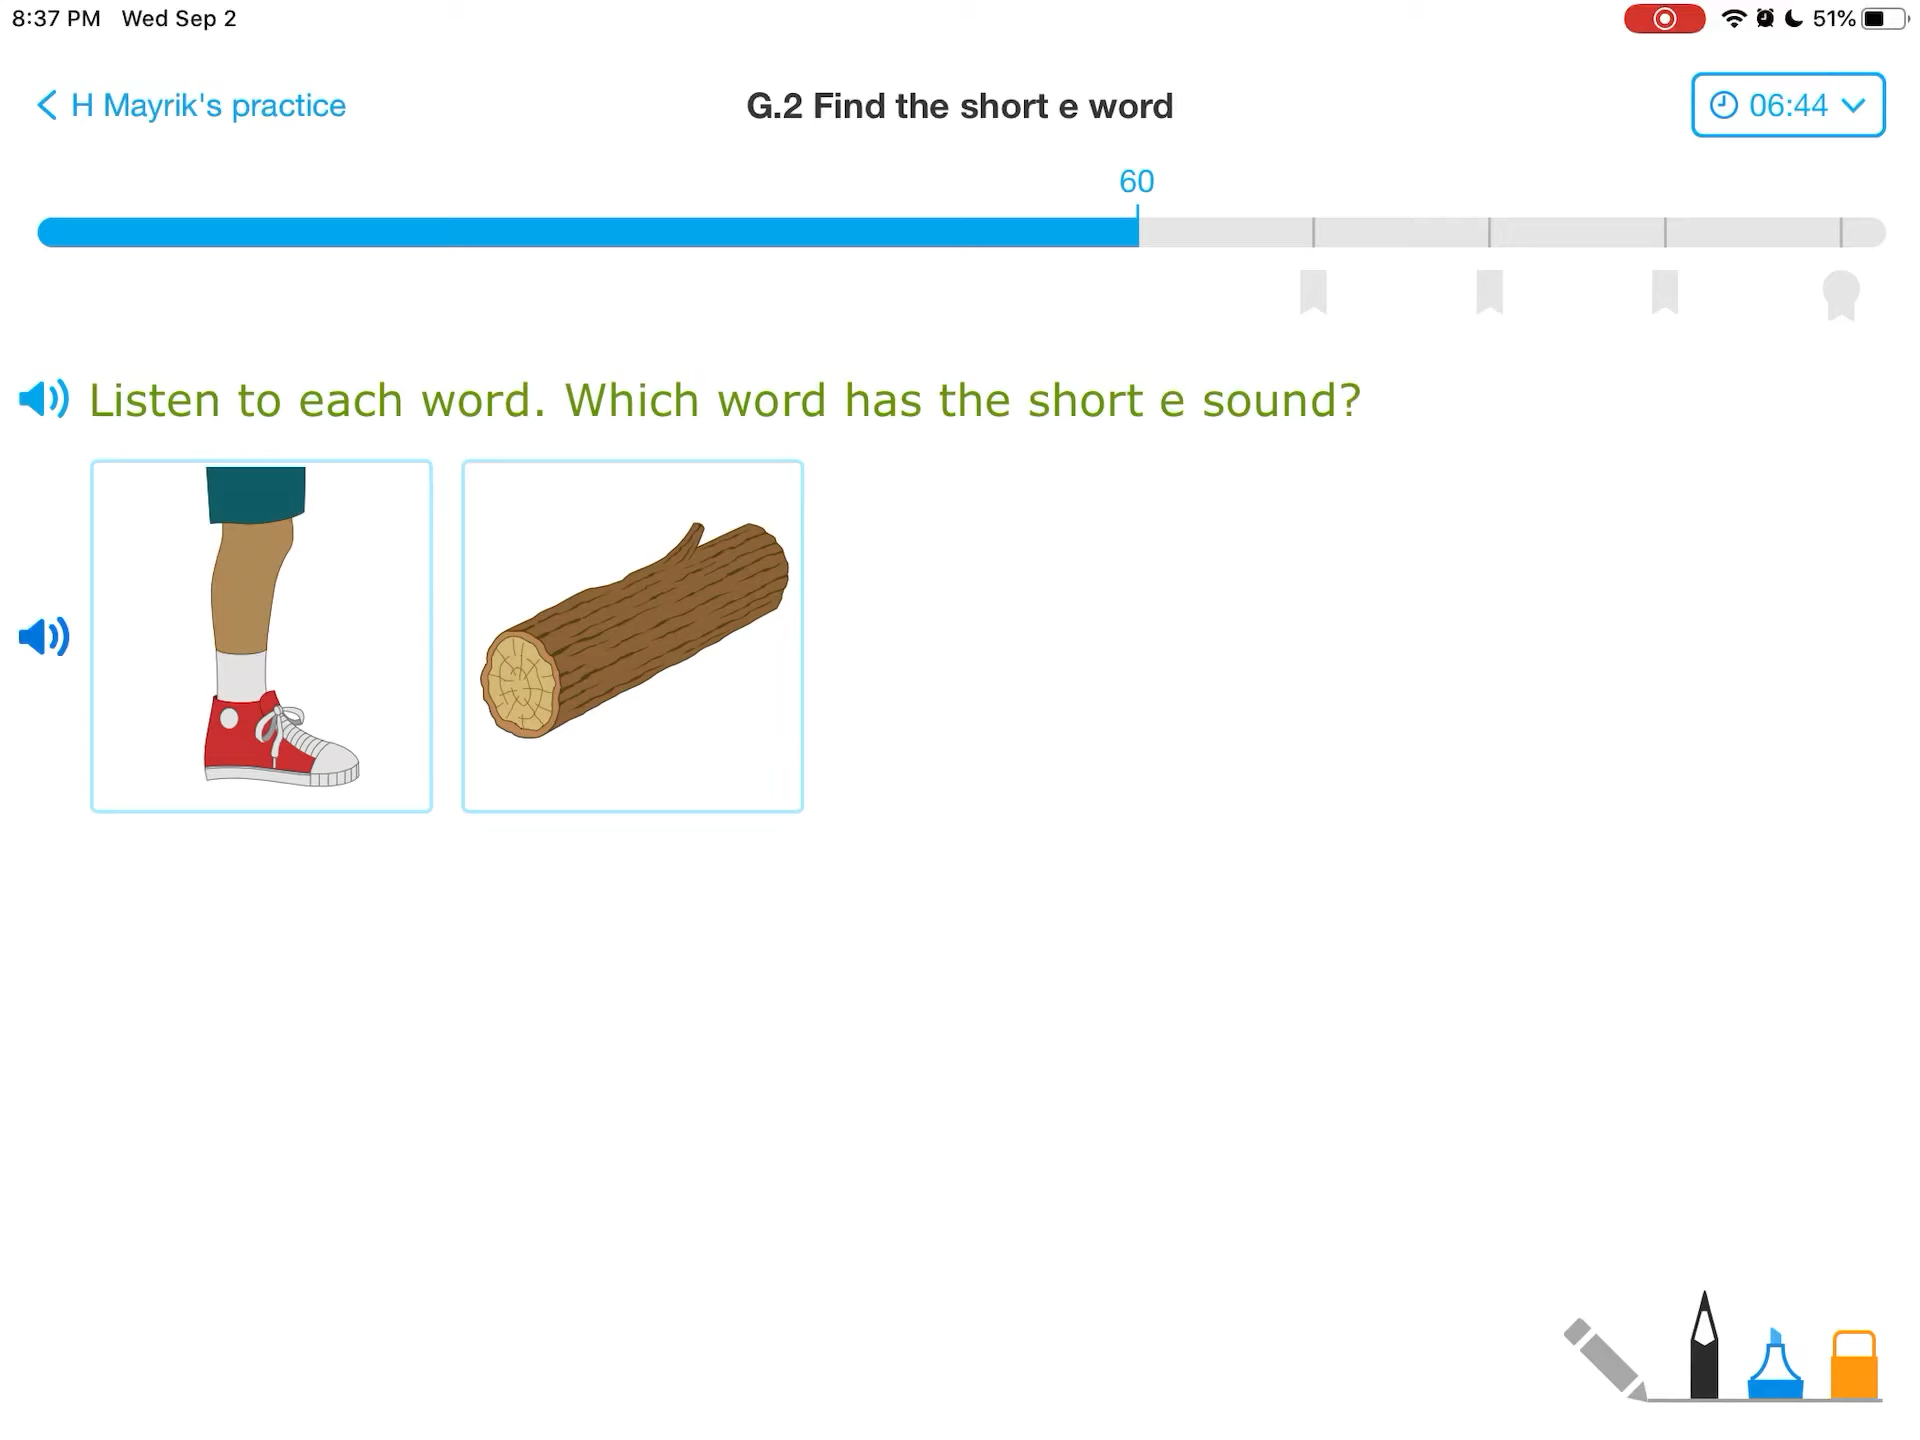 8:37 PM Wed Sep 2
51%
H Mayrik's practice
G.2 Find the short e word
06:44
60
Listen to each word. Which word has the short e sound?